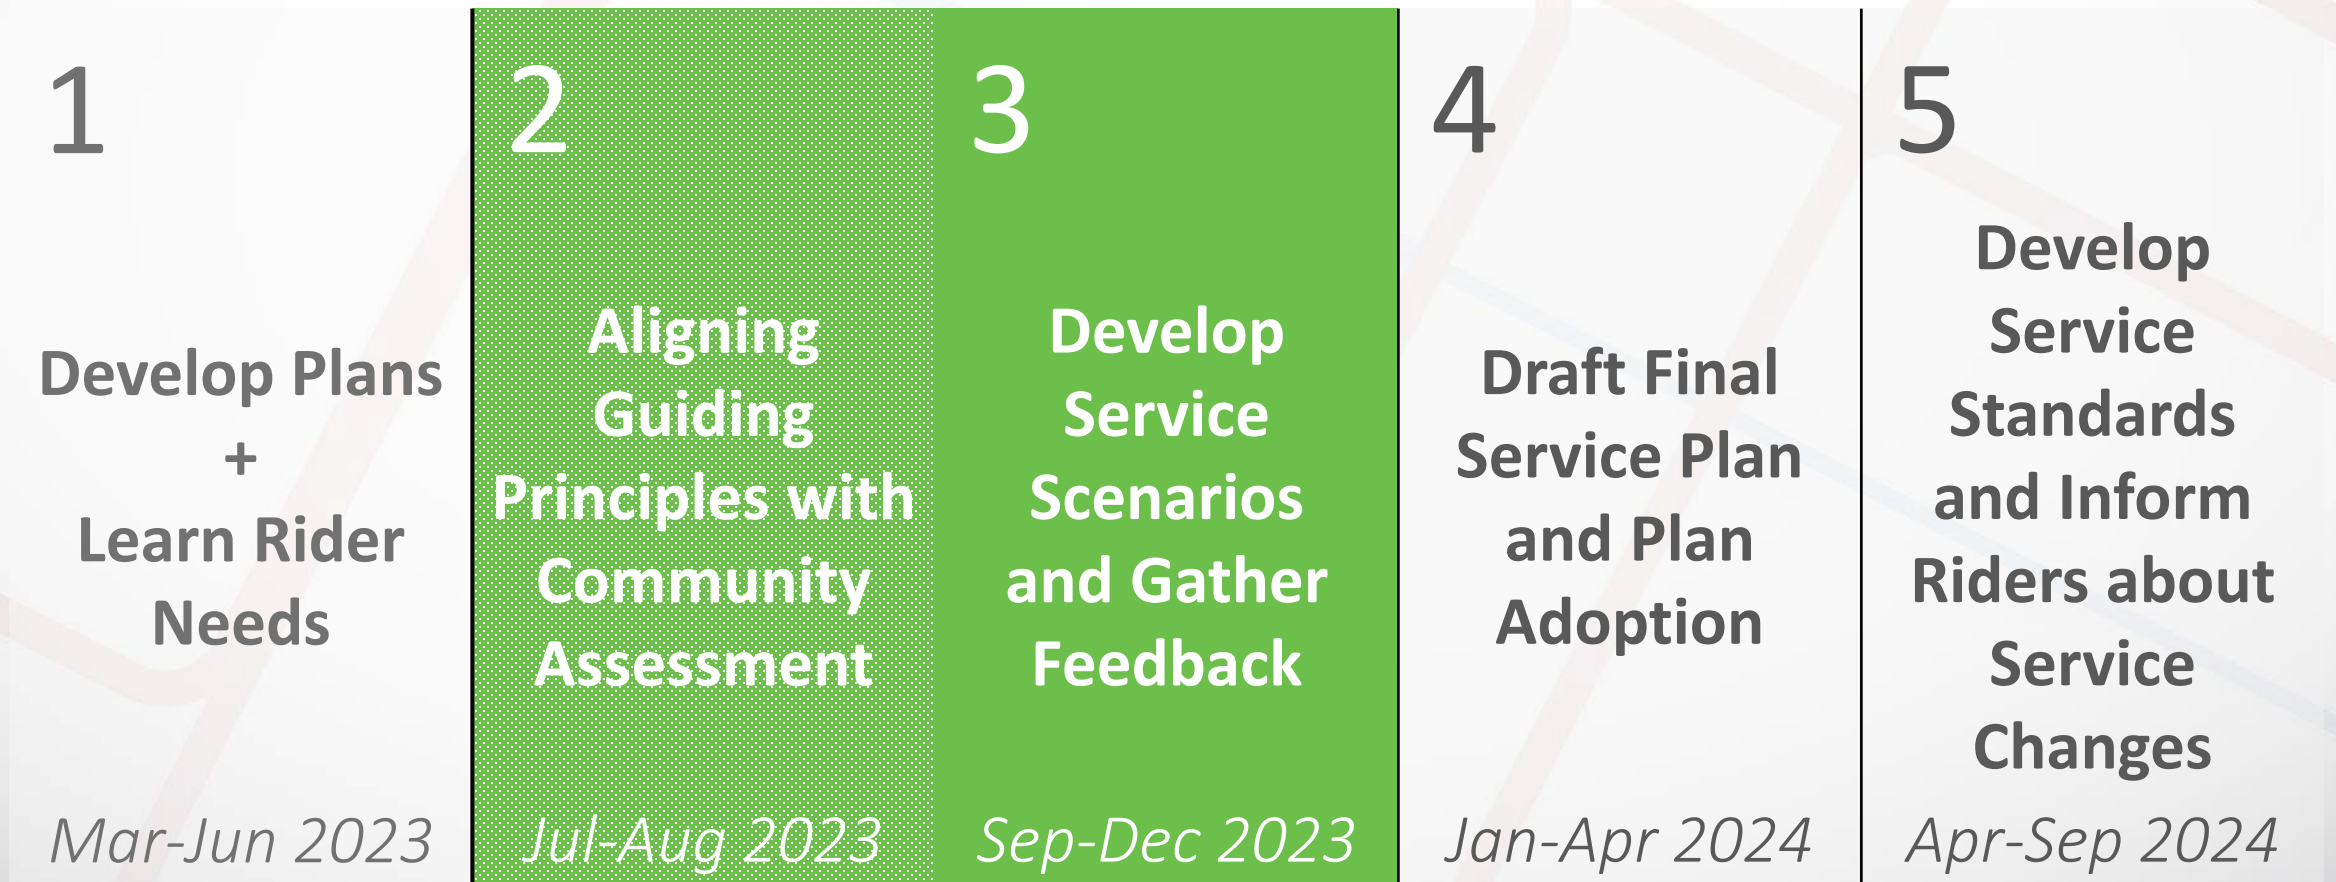 1
Develop Plans
+
Learn Rider
Needs
Mar-Jun 2023
2
Aligning
Guiding
Principles with
Community
Assessment
Jul-Aug 2023
3
Develop
Service
Scenarios
and Gather
Feedback
Sep-Dec 2023
4
Draft Final
Service Plan
and Plan
Adoption
Jan-Apr 2024
5
Develop
Service
Standards
and Inform
Riders about
Service
Changes
Apr-Sep 2024